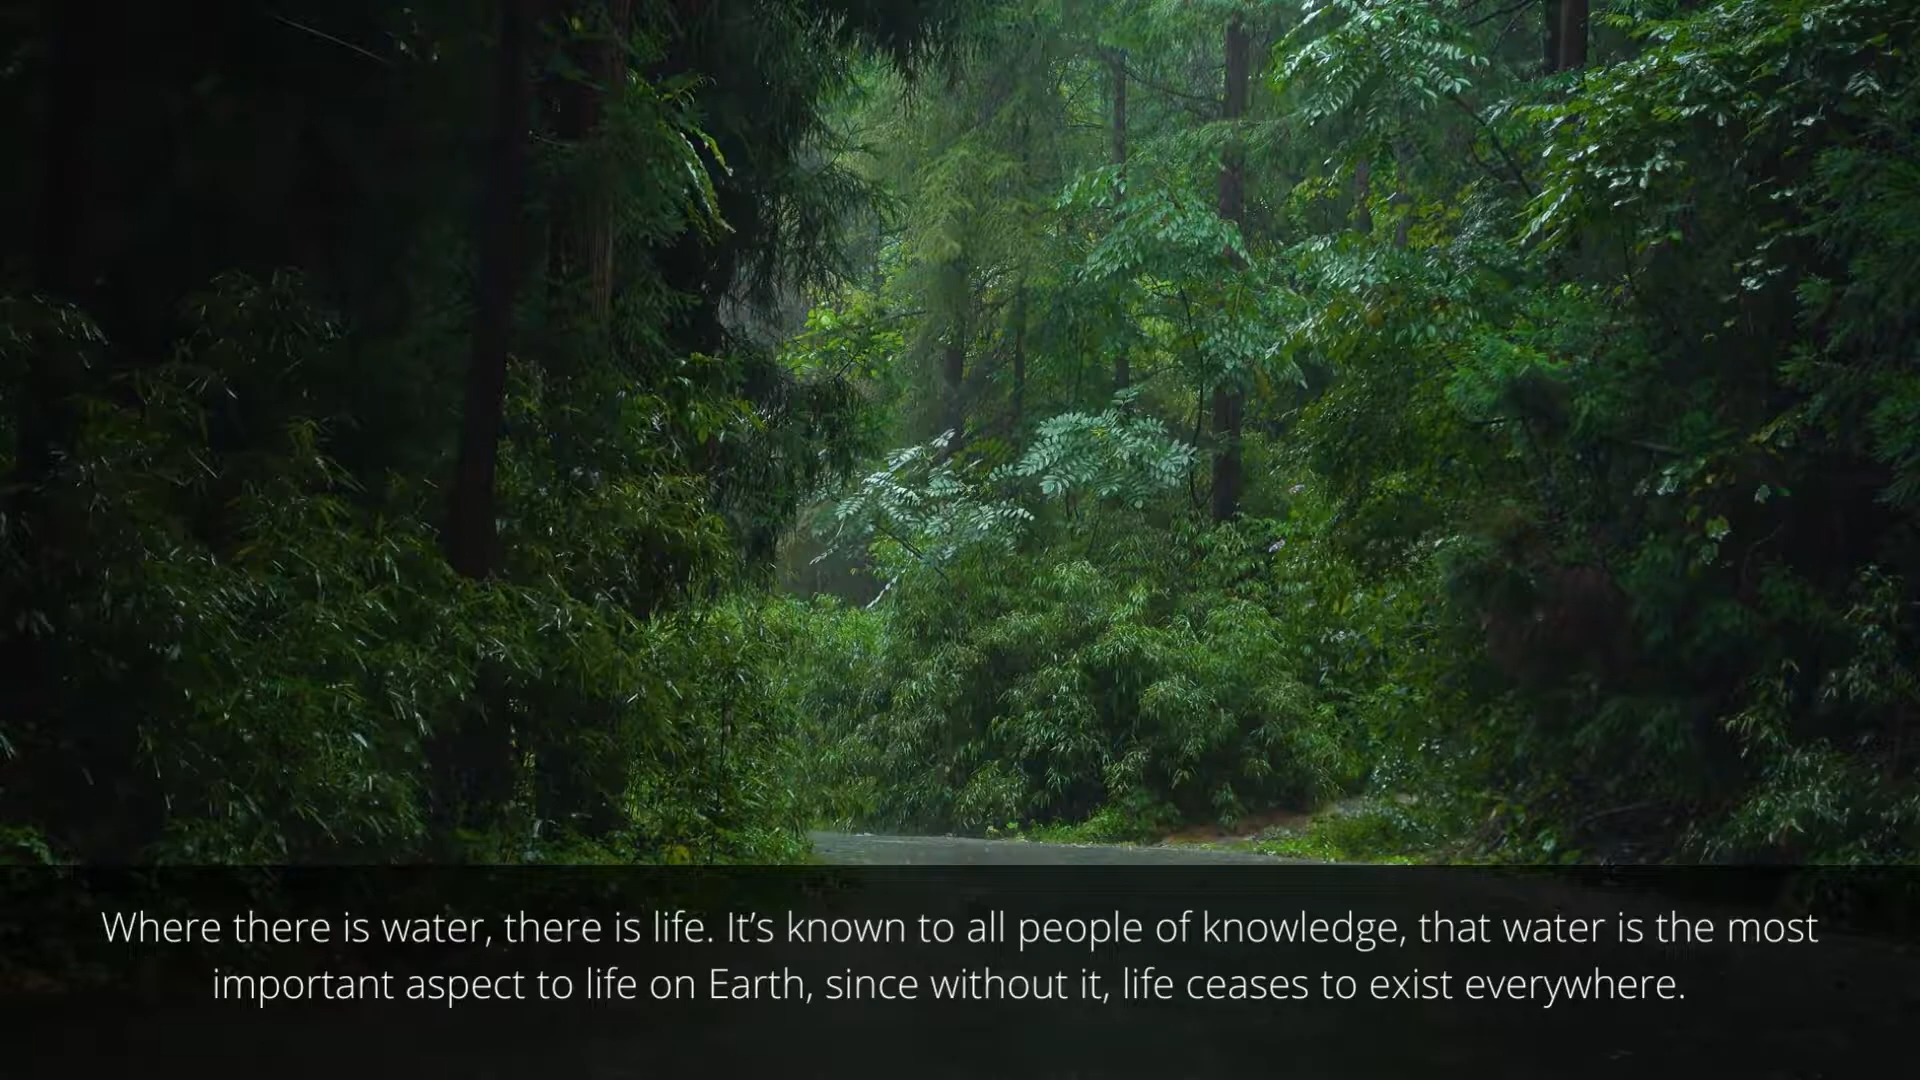 Where there is water, there is life. It’s known to all people of knowledge, that water is the most
important aspect to life on Earth, since without it, life ceases to exist everywhere.